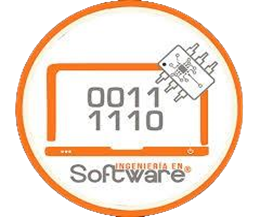 0011
1110
INGENIERÍA EN
Software®